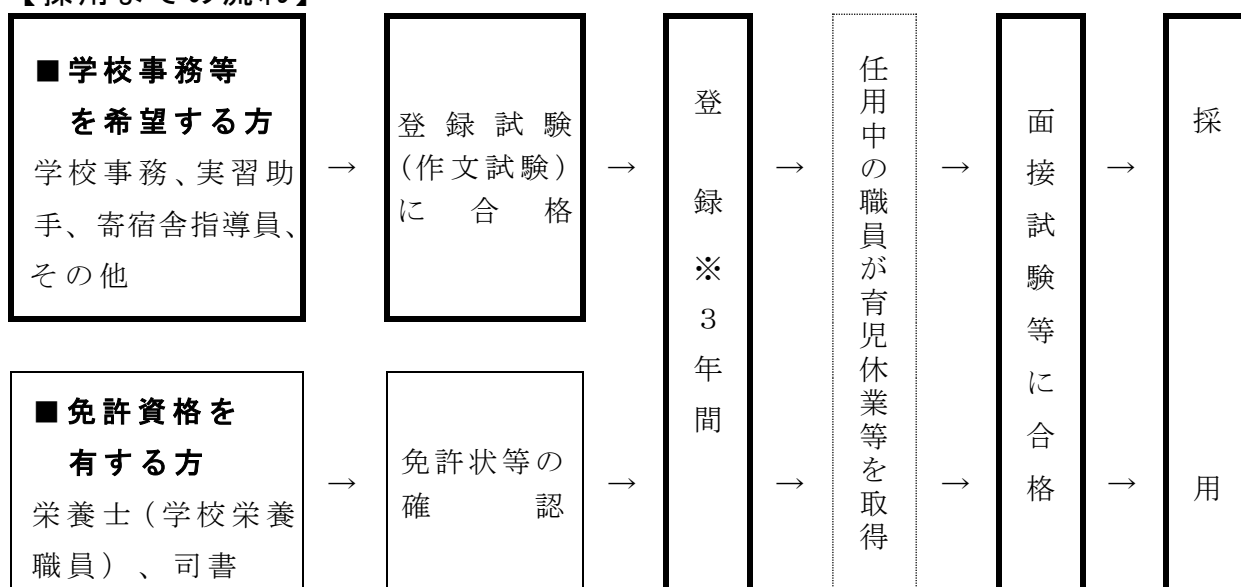 【採用までの流れ】
■学校事務等
を希望する方
学校事務、実習助
手、寄宿舎指導員、
その他
→
登録試験
(作文試験)
に合格
→
登録※3年間
→
任用中の職員が育児休業等を取得
→
面接試験等に合格
→
採用
■免許資格を
有する方
栄養士(学校栄養
職員)、司書
→
免許状等の
確認
→
→
→
→